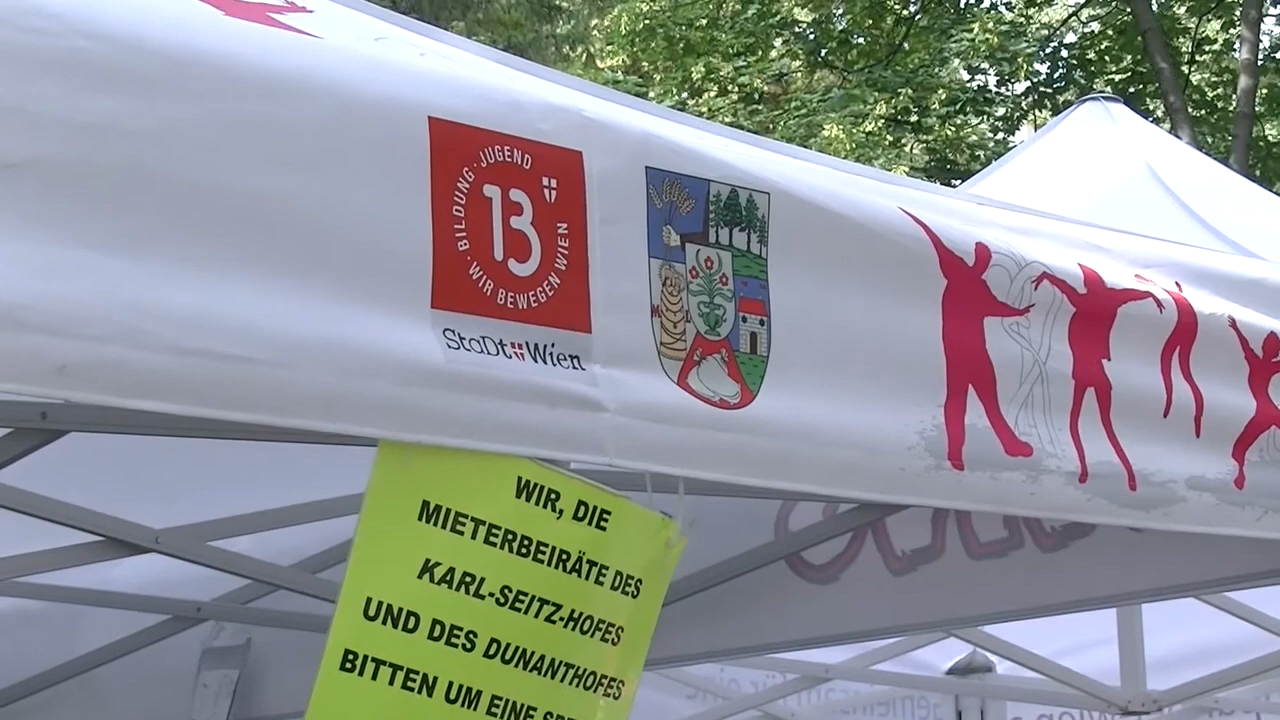 BILDUNG · JUGEND
13
· WIR BEWEGEN WIEN
StaDt Wien
WIR, DIE
MIETERBEIRÄTE DES
KARL-SEITZ-HOFES
UND DES DUNANTHOFES
BITTEN UM EINE